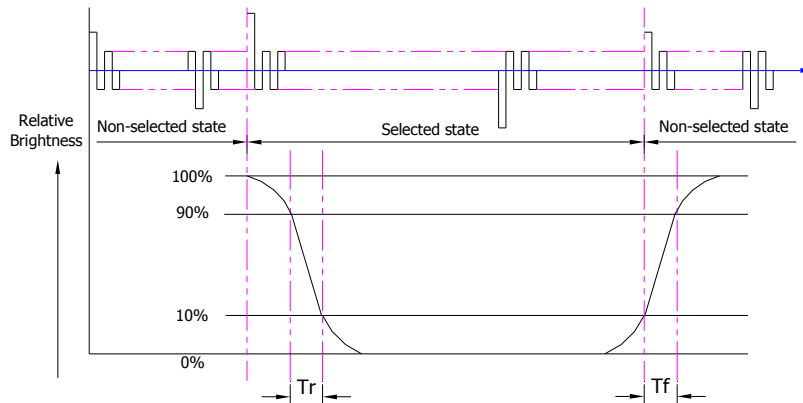 Relative
Brightness
Non-selected state
Selected state
Non-selected state
100%
90%
10%
0%
Tr
Tf